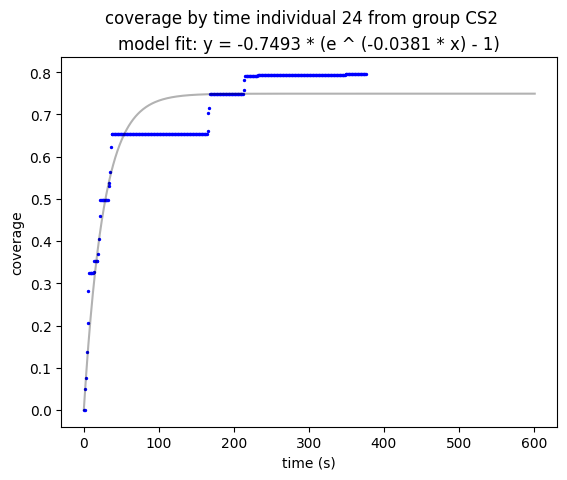 coverage by time individual 24 from group CS2
model fit: y = -0.7493 * (e ^ (-0.0381 * x) - 1)
0.8
0.7
0.6
0.5
0.4
0.3
0.2
0.1
0.0
coverage
0 100 200 300 400 500 600
time (s)